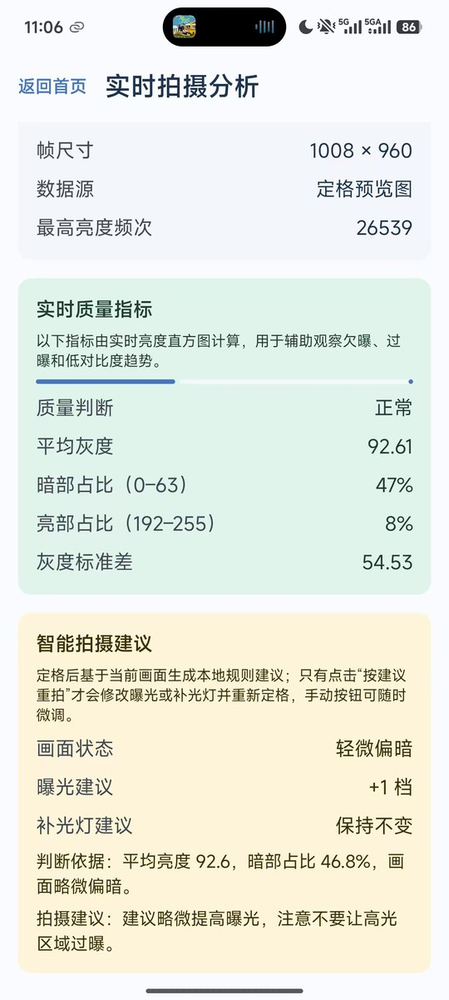 11:06
5G
5GA
86
返回首页
实时拍摄分析
帧尺寸
1008 × 960
数据源
定格预览图
最高亮度频次
26539
实时质量指标
以下指标由实时亮度直方图计算，用于辅助观察欠曝、过
曝和低对比度趋势。
质量判断
正常
平均灰度
92.61
暗部占比（0–63）
47%
亮部占比（192–255）
8%
灰度标准差
54.53
智能拍摄建议
定格后基于当前画面生成本地规则建议；只有点击“按建议
重拍”才会修改曝光或补光灯并重新定格，手动按钮可随时
微调。
画面状态
轻微偏暗
曝光建议
+1 档
补光灯建议
保持不变
判断依据：平均亮度 92.6，暗部占比 46.8%，画
面略微偏暗。
拍摄建议：建议略微提高曝光，注意不要让高光
区域过曝。